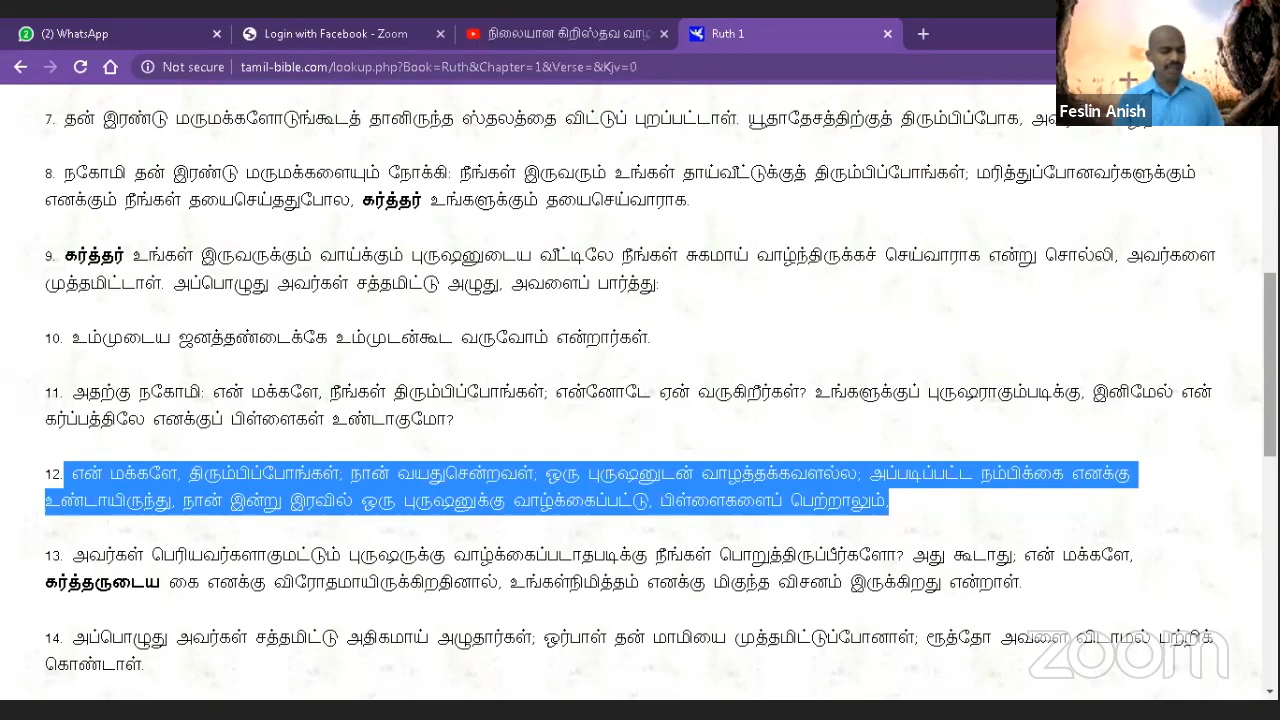 (2) WhatsApp
Login with Facebook - Zoom
நிலையான கிறிஸ்தவ வாழ
Ruth 1
Not secure
tamil-bible.com/lookup.php?Book=Ruth&Chapter=1&Verse=&Kjv=0
Feslin Anish
7. தன் இரண்டு மருமக்களோடுங்கூடத் தானிருந்த ஸ்தலத்தை விட்டுப் புறப்பட்டாள். யூதாதேசத்திற்குத் திரும்பிப்போக,
8. நகோமி தன் இரண்டு மருமக்களையும் நோக்கி: நீங்கள் இருவரும் உங்கள் தாய்வீட்டுக்குத் திரும்பிப்போங்கள்; மரித்துப்போனவர்களுக்கும்
எனக்கும் நீங்கள் தயைசெய்ததுபோல, கர்த்தர் உங்களுக்கும் தயைசெய்வாராக.
9. கர்த்தர் உங்கள் இருவருக்கும் வாய்க்கும் புருஷனுடைய வீட்டிலே நீங்கள் சுகமாய் வாழ்ந்திருக்கச் செய்வாராக என்று சொல்லி, அவர்களை
முத்தமிட்டாள். அப்பொழுது அவர்கள் சத்தமிட்டு அழுது, அவளைப் பார்த்து:
10. உம்முடைய ஜனத்தண்டைக்கே உம்முடன்கூட வருவோம் என்றார்கள்.
11. அதற்கு நகோமி: என் மக்களே, நீங்கள் திரும்பிப்போங்கள்; என்னோடே ஏன் வருகிறீர்கள்? உங்களுக்குப் புருஷராகும்படிக்கு, இனிமேல் என்
கர்ப்பத்திலே எனக்குப் பிள்ளைகள் உண்டாகுமோ?
12. என் மக்களே, திரும்பிப்போங்கள்; நான் வயதுசென்றவள்; ஒரு புருஷனுடன் வாழத்தக்கவளல்ல; அப்படிப்பட்ட நம்பிக்கை எனக்கு
உண்டாயிருந்து, நான் இன்று இரவில் ஒரு புருஷனுக்கு வாழ்க்கைப்பட்டு, பிள்ளைகளைப் பெற்றாலும்,
13. அவர்கள் பெரியவர்களாகுமட்டும் புருஷருக்கு வாழ்க்கைப்படாதபடிக்கு நீங்கள் பொறுத்திருப்பீர்களோ? அது கூடாது; என் மக்களே,
கர்த்தருடைய கை எனக்கு விரோதமாயிருக்கிறதினால், உங்கள்நிமித்தம் எனக்கு மிகுந்த விசனம் இருக்கிறது என்றாள்.
14. அப்பொழுது அவர்கள் சத்தமிட்டு அதிகமாய் அழுதார்கள்; ஒர்பாள் தன் மாமியை முத்தமிட்டுப்போனாள்; ரூத்தோ அவளை விடாமல் பற்றிக்
கொண்டாள்.
zoom